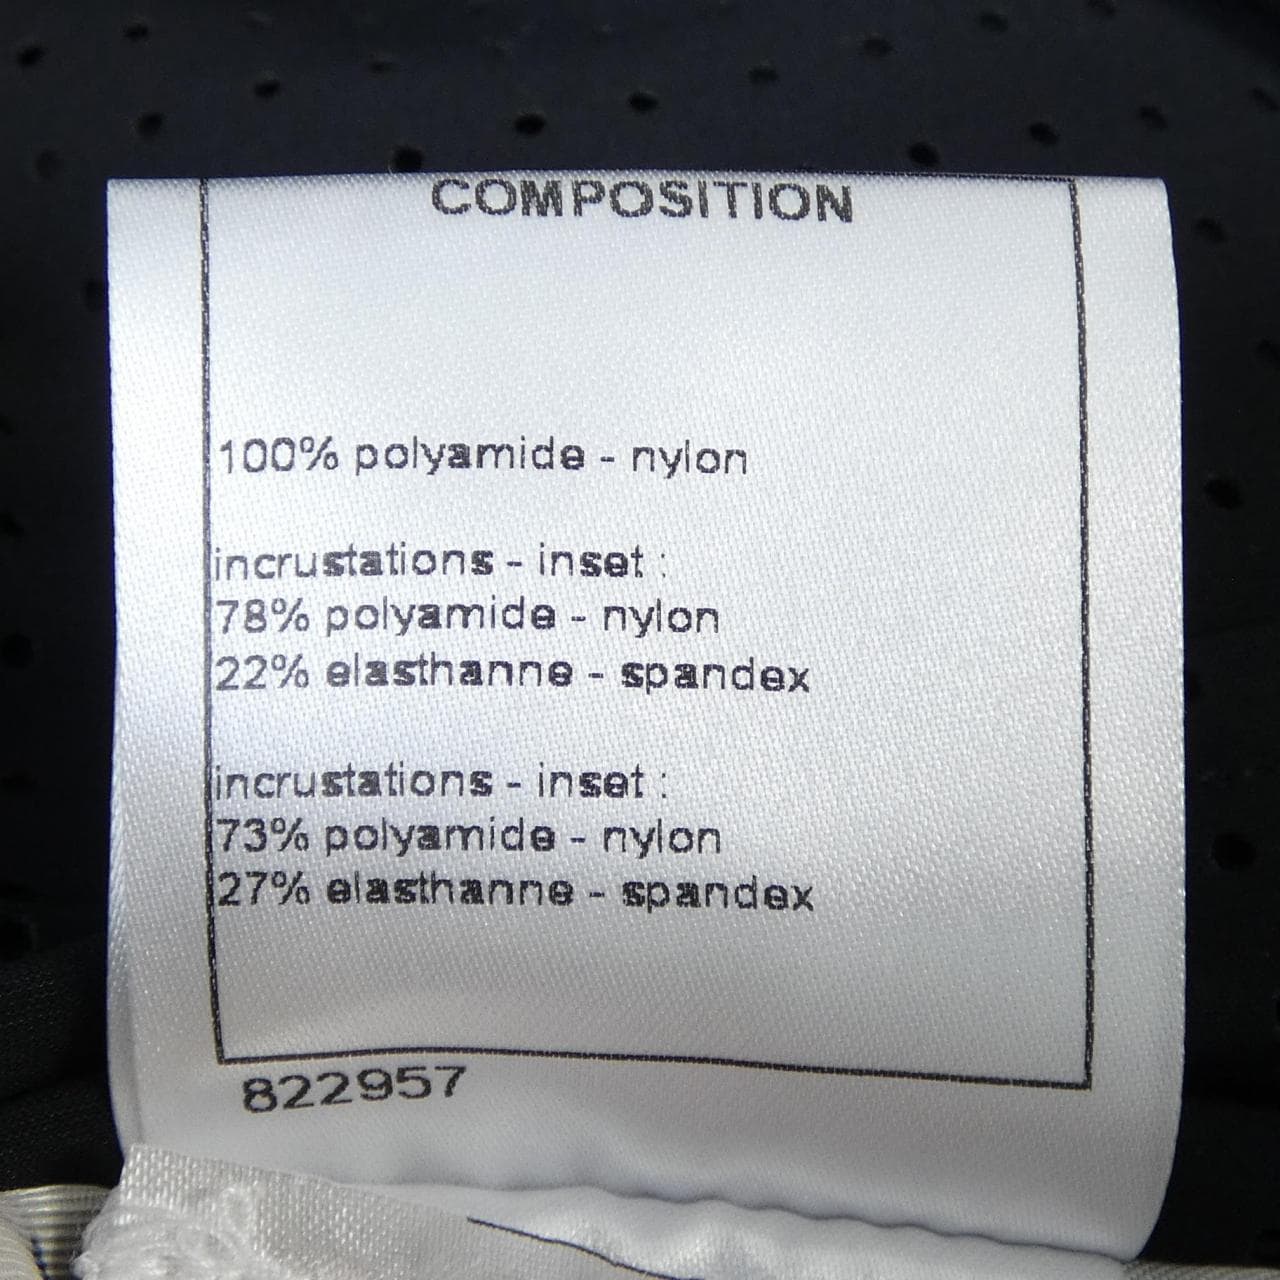 COMPOSITION
100% polyamide - nylon
incrustations - inset :
78% polyamide - nylon
22% elasthanne - spandex
incrustations - inset :
73% polyamide - nylon
27% elasthanne - spandex
822957